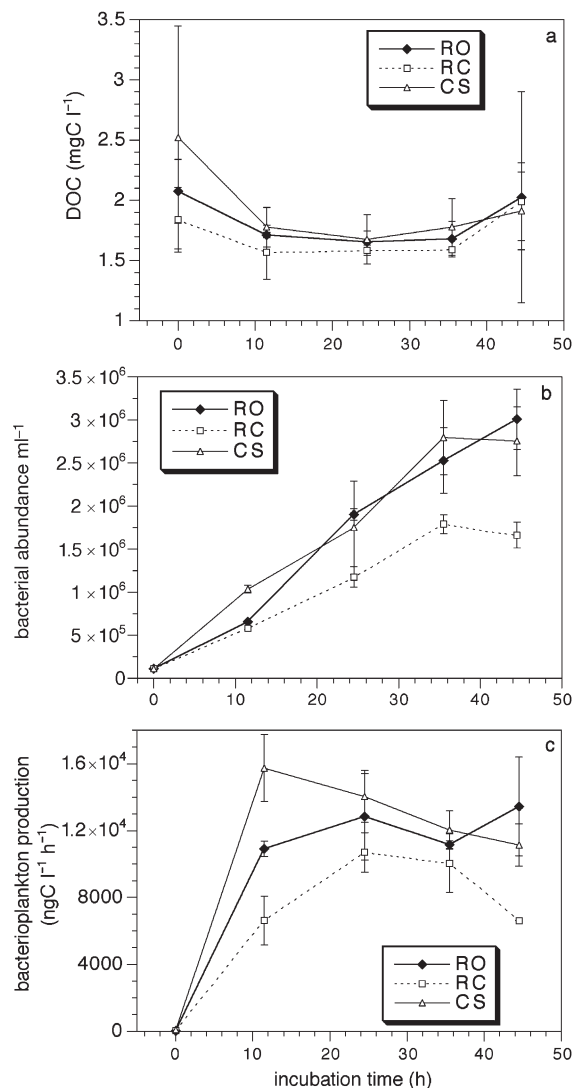 a
RO
RC
CS
DOC (mgC l⁻¹)
3.5
3
2.5
2
1.5
1
0 10 20 30 40 50
b
RO
RC
CS
bacterial abundance ml⁻¹
3.5 × 10⁶
3 × 10⁶
2.5 × 10⁶
2 × 10⁶
1.5 × 10⁶
1 × 10⁶
5 × 10⁵
0
0 10 20 30 40 50
c
bacterioplankton production
(ngC l⁻¹ h⁻¹)
1.6×10⁴
1.2×10⁴
8000
4000
0
RO
RC
CS
0 10 20 30 40 50
incubation time (h)